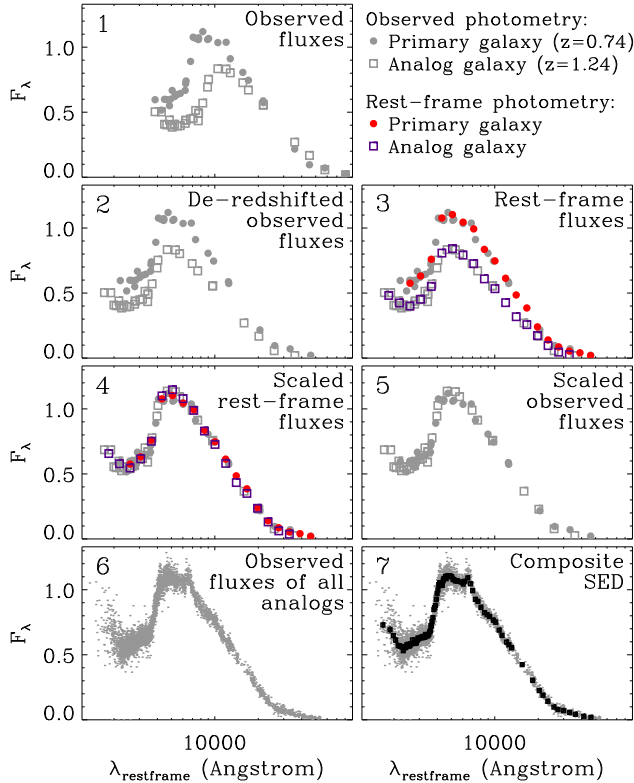 1
Observed
fluxes
Fλ
1.0
0.5
0.0
Observed photometry:
Primary galaxy (z=0.74)
Analog galaxy (z=1.24)
Rest-frame photometry:
Primary galaxy
Analog galaxy
2
De-redshifted
observed
fluxes
Fλ
1.0
0.5
0.0
3
Rest-frame
fluxes
4
Scaled
rest-frame
fluxes
Fλ
1.0
0.5
0.0
5
Scaled
observed
fluxes
6
Observed
fluxes of all
analogs
Fλ
1.0
0.5
0.0
10000
λrestframe (Angstrom)
7
Composite
SED
10000
λrestframe (Angstrom)